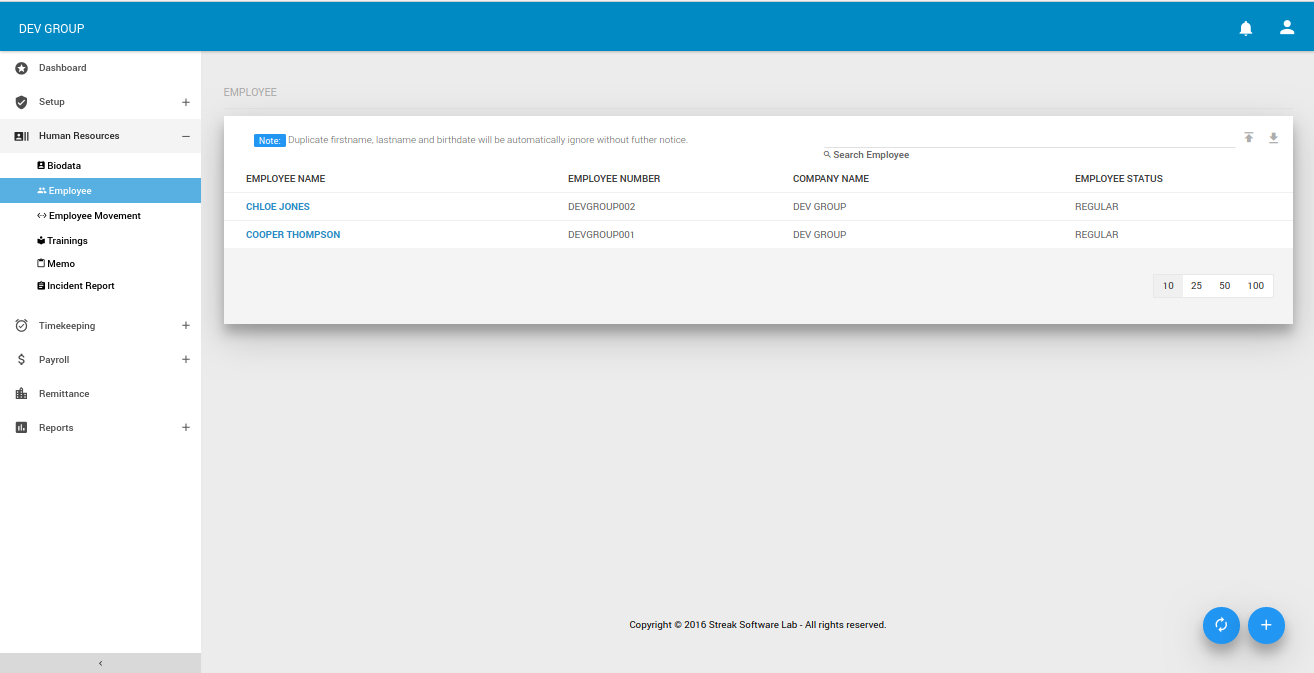 DEV GROUP
Dashboard
Setup
Human Resources
Biodata
Employee
Employee Movement
Trainings
Memo
Incident Report
Timekeeping
Payroll
Remittance
Reports
EMPLOYEE
Note: Duplicate firstname, lastname and birthdate will be automatically ignore without futher notice.
Search Employee
EMPLOYEE NAME EMPLOYEE NUMBER COMPANY NAME EMPLOYEE STATUS
CHLOE JONES DEVGROUP002 DEV GROUP REGULAR
COOPER THOMPSON DEVGROUP001 DEV GROUP REGULAR
10 25 50 100
Copyright © 2016 Streak Software Lab - All rights reserved.